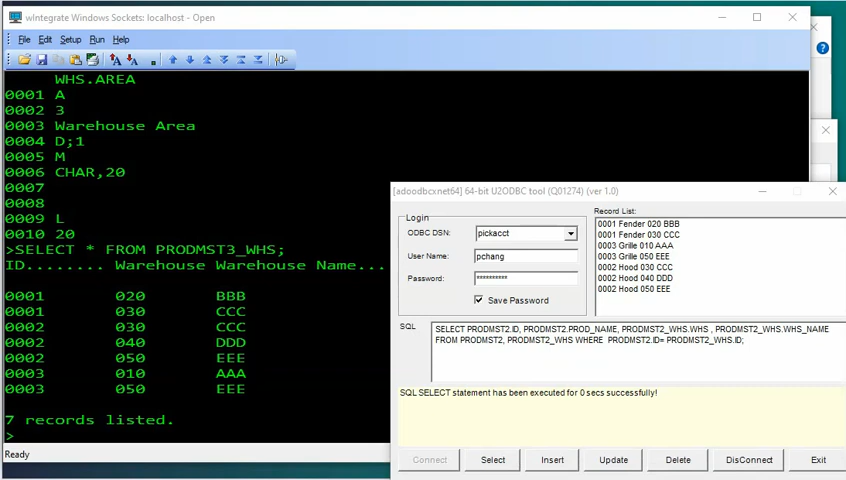 wIntegrate Windows Sockets: localhost - Open
File Edit Setup Run Help
WHS.AREA
0001 A
0002 3
0003 Warehouse Area
0004 D;1
0005 M
0006 CHAR,20
0007
0008
0009 L
0010 20
>SELECT * FROM PRODMST3_WHS;
ID........ Warehouse Warehouse Name...
0001 020 BBB
0001 030 CCC
0002 030 CCC
0002 040 DDD
0002 050 EEE
0003 010 AAA
0003 050 EEE
7 records listed.
>
Ready
[adoodbcx.net64] 64-bit U2ODBC tool (Q01274) (ver 1.0)
Login
ODBC DSN: pickacct
User Name: pchang
Password: **********
Save Password
Record List:
0001 Fender 020 BBB
0001 Fender 030 CCC
0003 Grille 010 AAA
0003 Grille 050 EEE
0002 Hood 030 CCC
0002 Hood 040 DDD
0002 Hood 050 EEE
SQL
SELECT PRODMST2.ID, PRODMST2.PROD_NAME, PRODMST2_WHS.WHS , PRODMST2_WHS.WHS_NAME
FROM PRODMST2, PRODMST2_WHS WHERE PRODMST2.ID= PRODMST2_WHS.ID;
SQL SELECT statement has been executed for 0 secs successfully!
Connect Select Insert Update Delete DisConnect Exit